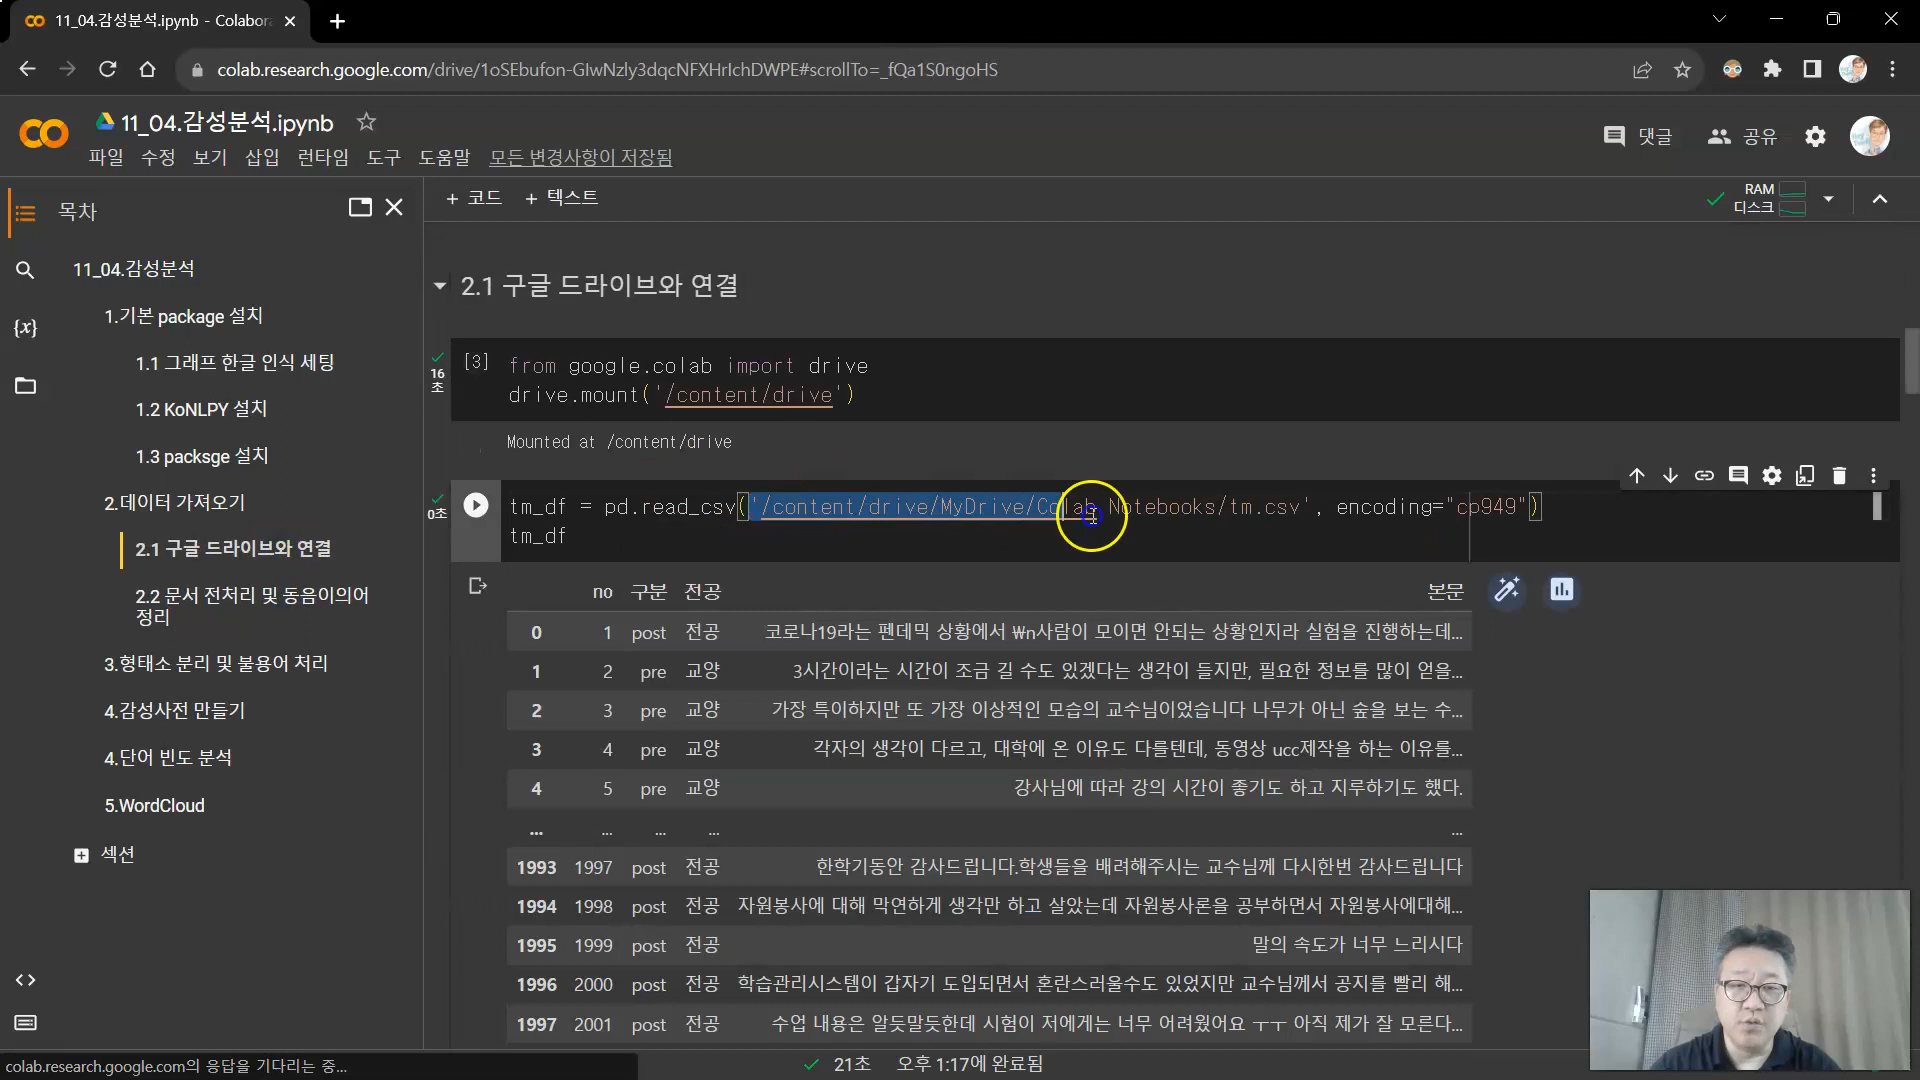 11_04.감성분석.ipynb - Colabor
colab.research.google.com/drive/1oSEbufon-GIwNzly3dqcNFXHrIchDWPE#scrollTo=_fQa1S0ngoHS
11_04.감성분석.ipynb
댓글
공유
파일 수정 보기 삽입 런타임 도구 도움말 모든 변경사항이 저장됨
목차
+ 코드 + 텍스트
RAM
디스크
11_04.감성분석
1.기본 package 설치
1.1 그래프 한글 인식 세팅
1.2 KoNLPY 설치
1.3 packsge 설치
2.데이터 가져오기
2.1 구글 드라이브와 연결
2.2 문서 전처리 및 동음이의어
정리
3.형태소 분리 및 불용어 처리
4.감성사전 만들기
4.단어 빈도 분석
5.WordCloud
섹션
2.1 구글 드라이브와 연결
16
초
[3] from google.colab import drive
drive.mount('/content/drive')
Mounted at /content/drive
0초
tm_df = pd.read_csv('/content/drive/MyDrive/Colab Notebooks/tm.csv', encoding="cp949")
tm_df
no 구분 전공 본문
0 1 post 전공 코로나19라는 펜데믹 상황에서 ₩n사람이 모이면 안되는 상황인지라 실험을 진행하는데...
1 2 pre 교양 3시간이라는 시간이 조금 길 수도 있겠다는 생각이 들지만, 필요한 정보를 많이 얻을...
2 3 pre 교양 가장 특이하지만 또 가장 이상적인 모습의 교수님이었습니다 나무가 아닌 숲을 보는 수...
3 4 pre 교양 각자의 생각이 다르고, 대학에 온 이유도 다를텐데, 동영상 ucc제작을 하는 이유를...
4 5 pre 교양 강사님에 따라 강의 시간이 좋기도 하고 지루하기도 했다.
... ... ... ... ...
1993 1997 post 전공 한학기동안 감사드립니다.학생들을 배려해주시는 교수님께 다시한번 감사드립니다
1994 1998 post 전공 자원봉사에 대해 막연하게 생각만 하고 살았는데 자원봉사론을 공부하면서 자원봉사에대해...
1995 1999 post 전공 말의 속도가 너무 느리시다
1996 2000 post 전공 학습관리시스템이 갑자기 도입되면서 혼란스러울수도 있었지만 교수님께서 공지를 빨리 해...
1997 2001 post 전공 수업 내용은 알듯말듯한데 시험이 저에게는 너무 어려웠어요 ㅜㅜ 아직 제가 잘 모른다...
colab.research.google.com의 응답을 기다리는 중...
21초 오후 1:17에 완료됨